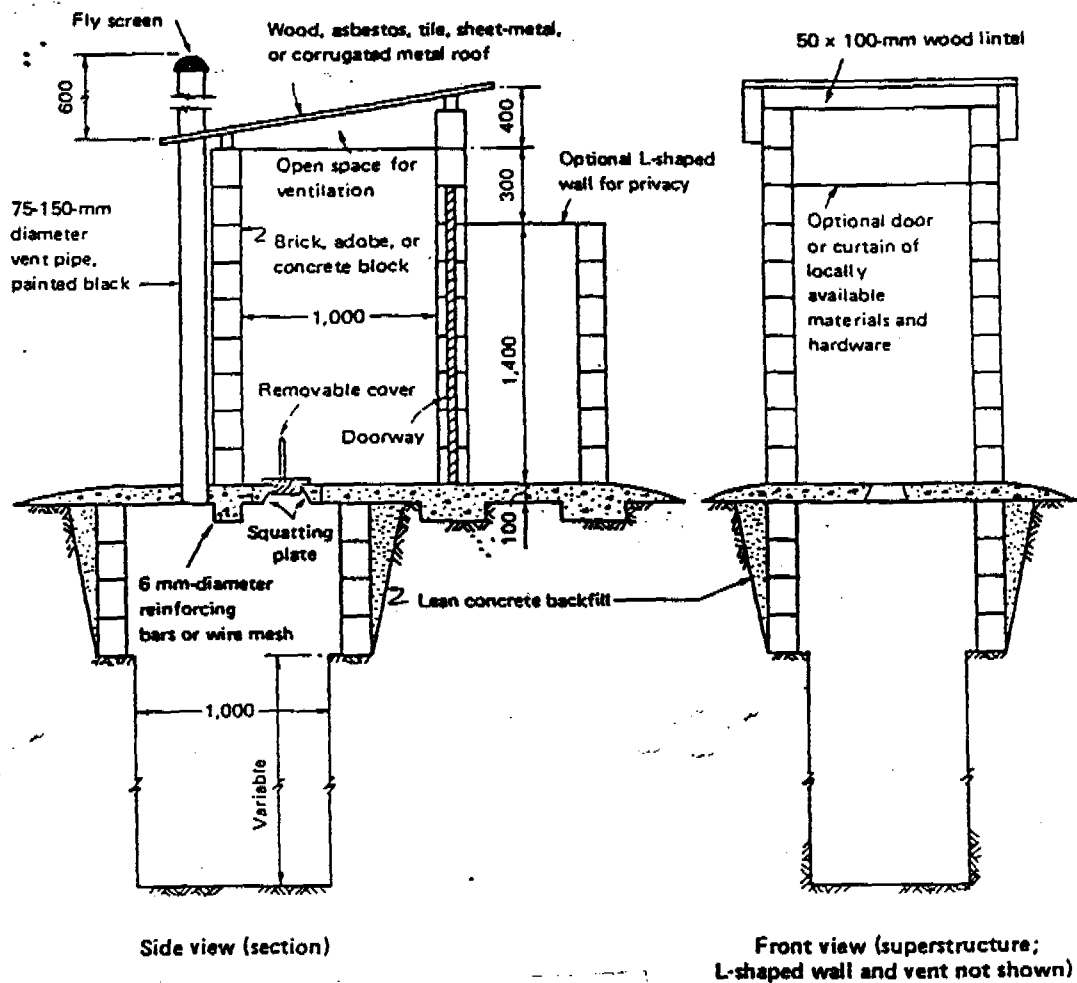 Fly screen
Wood, asbestos, tile, sheet-metal,
or corrugated metal roof
50 x 100-mm wood lintel
600
400
Open space for
ventilation
300
Optional L-shaped
wall for privacy
75-150-mm
diameter
vent pipe,
painted black
Brick, adobe, or
concrete block
Optional door
or curtain of
locally
available
materials and
hardware
1,000
1,400
Removable cover
Doorway
Squatting
plate
100
6 mm-diameter
reinforcing
bars or wire mesh
Lean concrete backfill
1,000
Variable
Side view (section)
Front view (superstructure;
L-shaped wall and vent not shown)